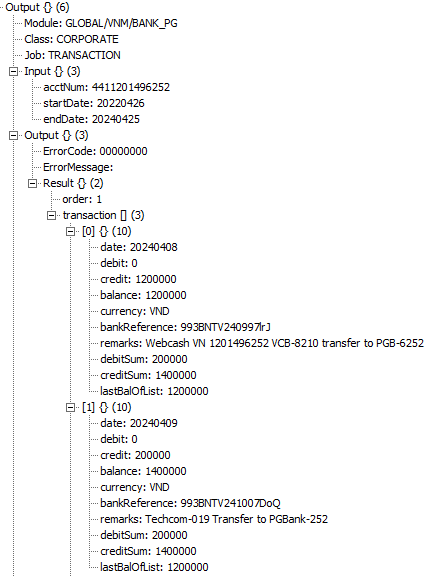 Output {} (6)
Module: GLOBAL/VNM/BANK_PG
Class: CORPORATE
Job: TRANSACTION
Input {} (3)
acctNum: 4411201496252
startDate: 20220426
endDate: 20240425
Output {} (3)
ErrorCode: 00000000
ErrorMessage:
Result {} (2)
order: 1
transaction [] (3)
[0] {} (10)
date: 20240408
debit: 0
credit: 1200000
balance: 1200000
currency: VND
bankReference: 993BNTV240997lrJ
remarks: Webcash VN 1201496252 VCB-8210 transfer to PGB-6252
debitSum: 200000
creditSum: 1400000
lastBalOfList: 1200000
[1] {} (10)
date: 20240409
debit: 0
credit: 200000
balance: 1400000
currency: VND
bankReference: 993BNTV241007DoQ
remarks: Techcom-019 Transfer to PGBank-252
debitSum: 200000
creditSum: 1400000
lastBalOfList: 1200000